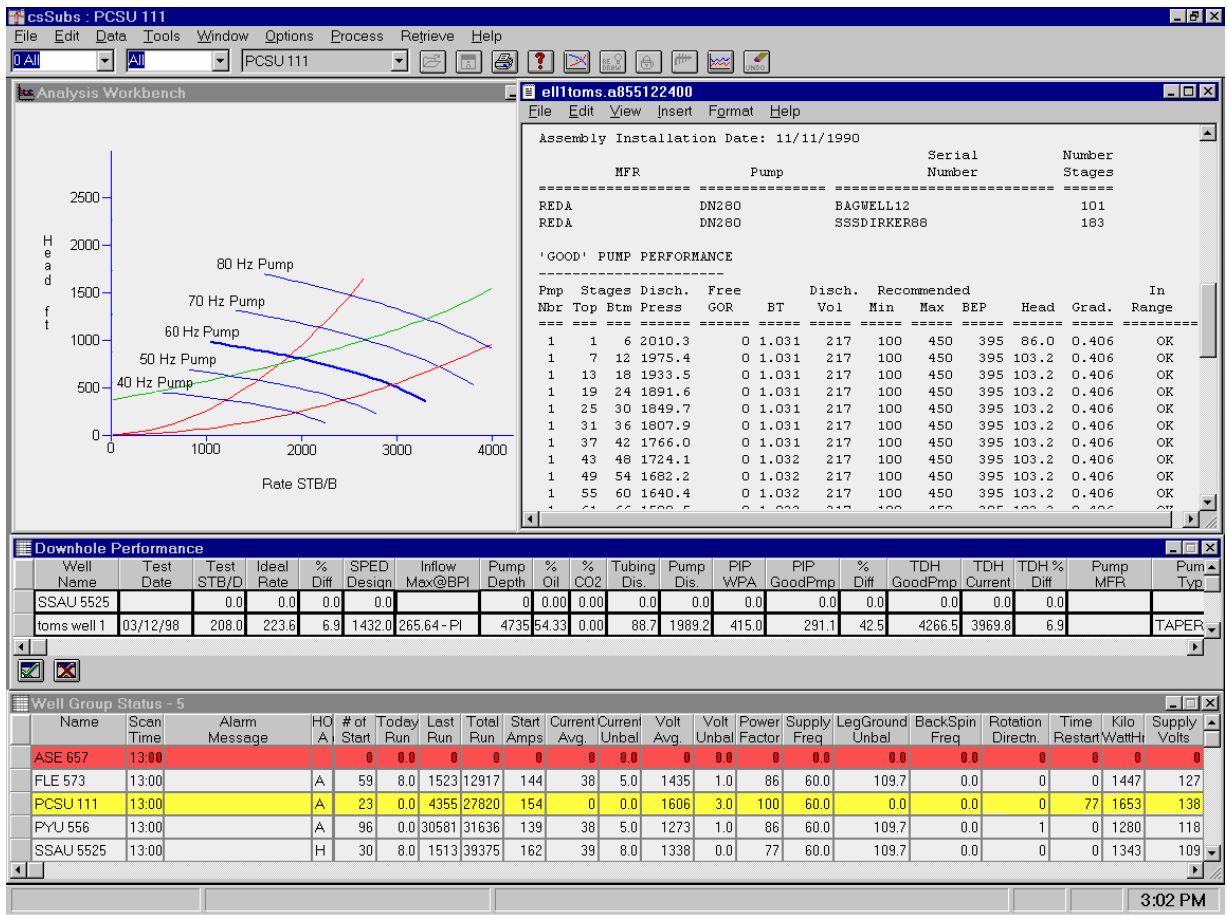 csSubs : PCSU 111
File Edit Data Tools Window Options Process Retrieve Help
0 All All PCSU 111 ? RE DRAW UNDO
Analysis Workbench
Head ft
2500
2000
1500
1000
500
0
80 Hz Pump
70 Hz Pump
60 Hz Pump
50 Hz Pump
40 Hz Pump
0 1000 2000 3000 4000
Rate STB/B
ell1toms.a855122400
File Edit View Insert Format Help
Assembly Installation Date: 11/11/1990
Serial Number
MFR Pump Number Stages
=================== ================ =========================== ======
REDA DN280 BAGWELL12 101
REDA DN280 SSSDIRKER88 183
'GOOD' PUMP PERFORMANCE
-----------------------
Pmp Stages Disch. Free Disch. Recommended In
Nbr Top Btm Press GOR BT Vol Min Max BEP Head Grad. Range
=== === === ====== ===== ===== ====== ===== ===== ===== ====== ===== =========
1 1 6 2010.3 0 1.031 217 100 450 395 86.0 0.406 OK
1 7 12 1975.4 0 1.031 217 100 450 395 103.2 0.406 OK
1 13 18 1933.5 0 1.031 217 100 450 395 103.2 0.406 OK
1 19 24 1891.6 0 1.031 217 100 450 395 103.2 0.406 OK
1 25 30 1849.7 0 1.031 217 100 450 395 103.2 0.406 OK
1 31 36 1807.9 0 1.031 217 100 450 395 103.2 0.406 OK
1 37 42 1766.0 0 1.031 217 100 450 395 103.2 0.406 OK
1 43 48 1724.1 0 1.032 217 100 450 395 103.2 0.406 OK
1 49 54 1682.2 0 1.032 217 100 450 395 103.2 0.406 OK
1 55 60 1640.4 0 1.032 217 100 450 395 103.2 0.406 OK
Downhole Performance
Well Test Test Ideal % SPED Inflow Pump % % Tubing Pump PIP PIP % TDH TDH TDH % Pump Pum
Name Date STB/D Rate Diff Design Max@BPI Depth Oil CO2 Dis. Dis. WPA GoodPmp Diff GoodPmp Current Diff MFR Typ
SSAU 5525 0.0 0.0 0.0 0.0 0 0.00 0.00 0.0 0.0 0.0 0.0 0.0 0.0 0.0 0.0
toms well 1 03/12/98 208.0 223.6 6.9 1432.0 265.64 - PI 4735 54.33 0.00 88.7 1989.2 415.0 291.1 42.5 4266.5 3969.8 6.9 TAPER
Well Group Status - 5
Name Scan Alarm HO # of Today Last Total Start Current Current Volt Volt Power Supply LegGround BackSpin Rotation Time Kilo Supply
Time Message A Start Run Run Run Amps Avg. Unbal Avg. Unbal Factor Freq Unbal Freq Directn. Restart WattHr Volts
ASE 657 13:00 0 0.0 0 0 0 0 0.0 0 0.0 0 0.0 0.0 0.0 0 0 0 0
FLE 573 13:00 A 59 8.0 1523 12917 144 38 5.0 1435 1.0 86 60.0 109.7 0.0 0 0 1447 127
PCSU 111 13:00 A 23 0.0 4355 27820 154 0 0.0 1606 3.0 100 60.0 0.0 0.0 0 77 1653 138
PYU 556 13:00 A 96 0.0 30581 31636 139 38 5.0 1273 1.0 86 60.0 109.7 0.0 1 0 1280 118
SSAU 5525 13:00 H 30 8.0 1513 39375 162 39 8.0 1338 0.0 77 60.0 109.7 0.0 0 0 1343 109
3:02 PM